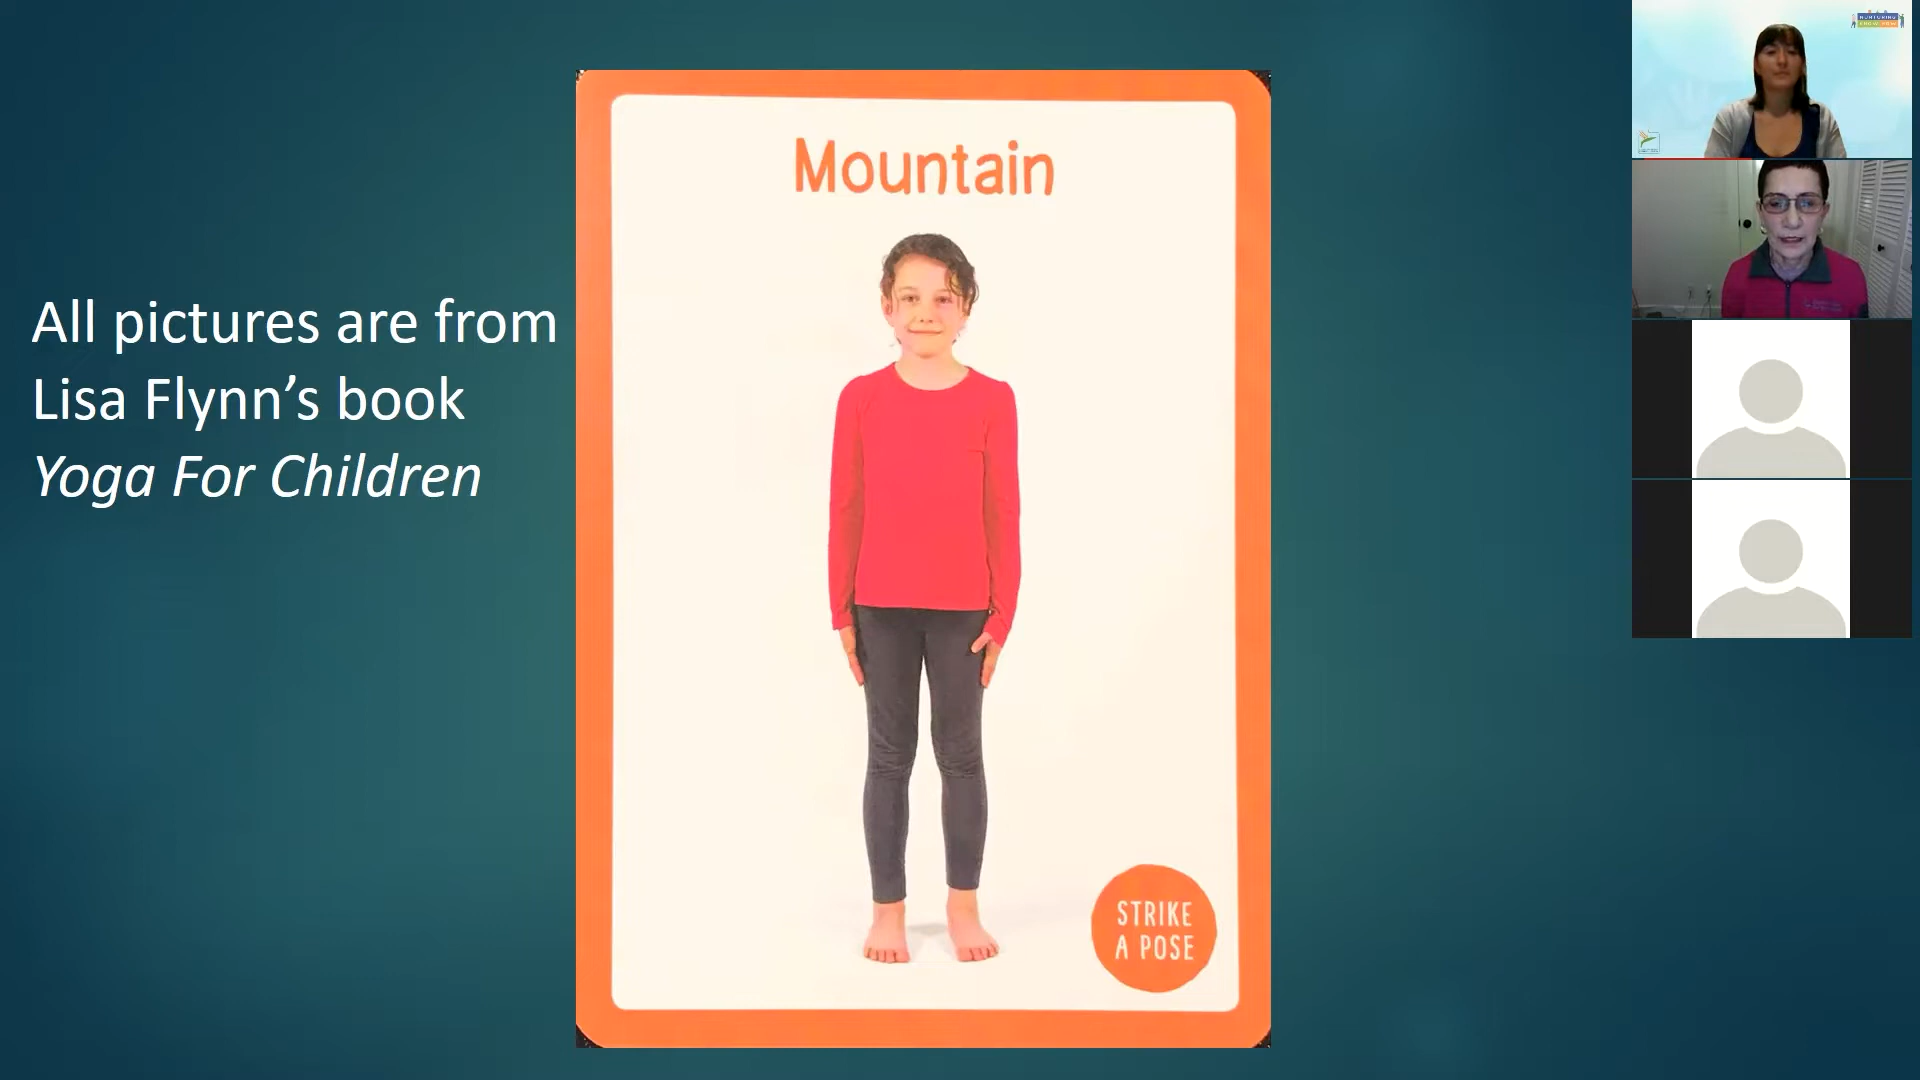 All pictures are from
Lisa Flynn’s book
Yoga For Children
Mountain
STRIKE
A POSE